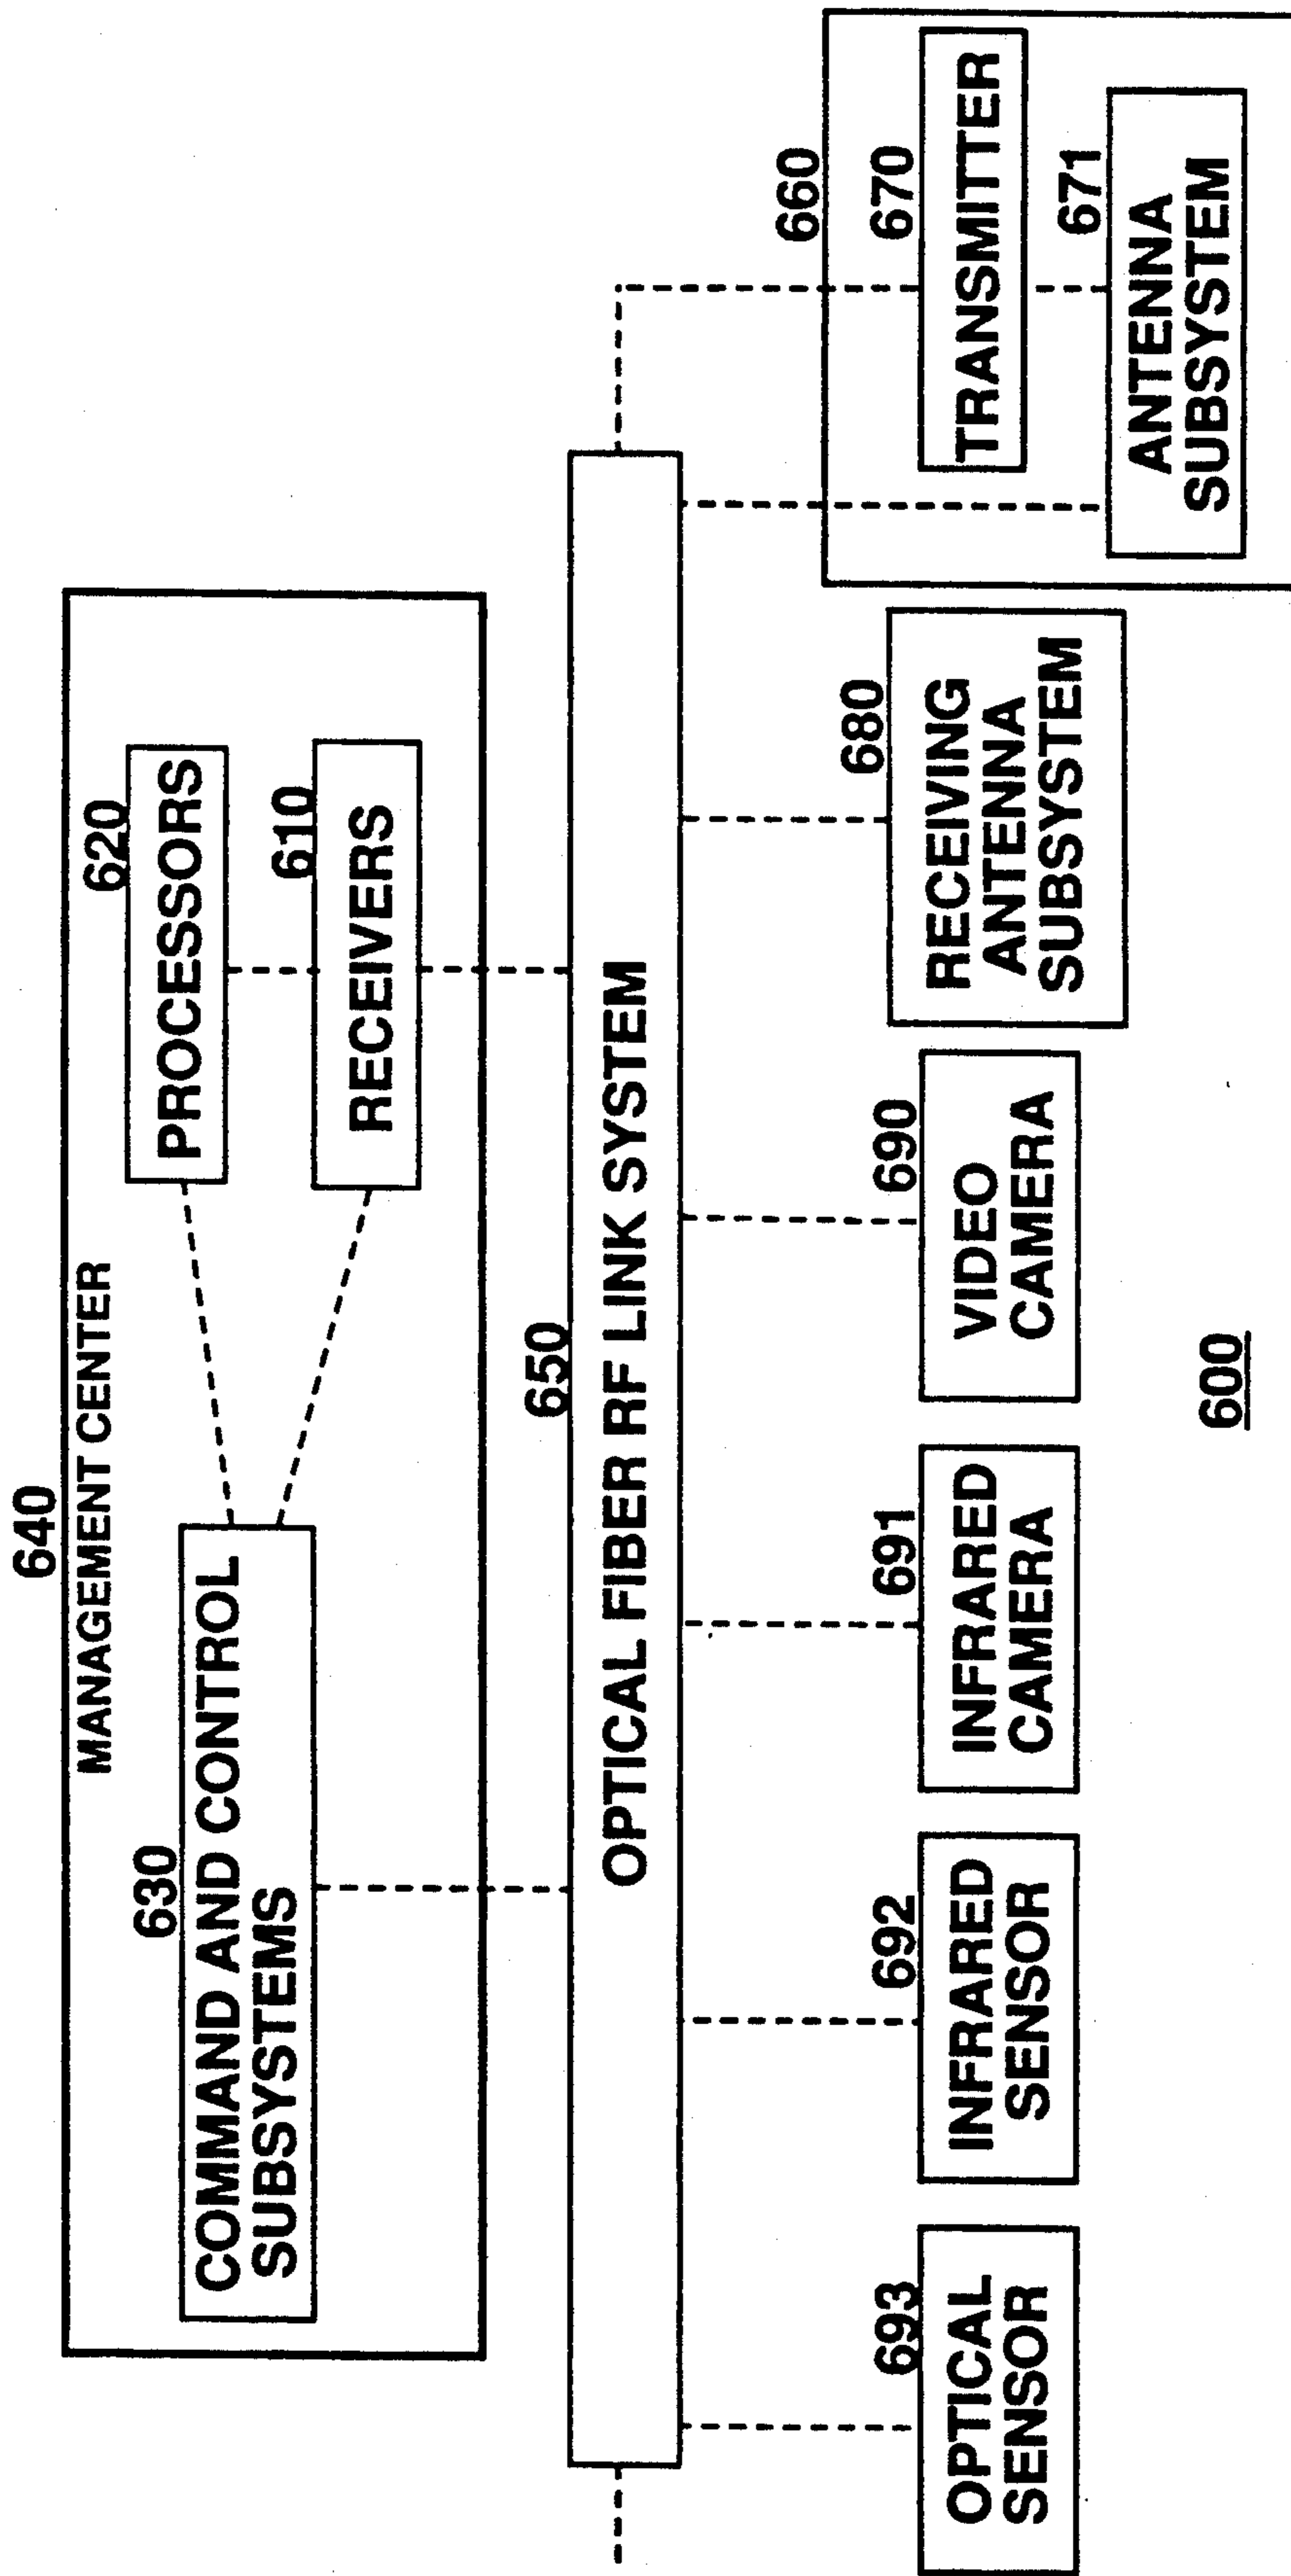 640
MANAGEMENT CENTER
630
COMMAND AND CONTROL
SUBSYSTEMS
620
PROCESSORS
610
RECEIVERS
650
OPTICAL FIBER RF LINK SYSTEM
693
OPTICAL
SENSOR
692
INFRARED
SENSOR
691
INFRARED
CAMERA
690
VIDEO
CAMERA
680
RECEIVING
ANTENNA
SUBSYSTEM
660
670
TRANSMITTER
671
ANTENNA
SUBSYSTEM
600